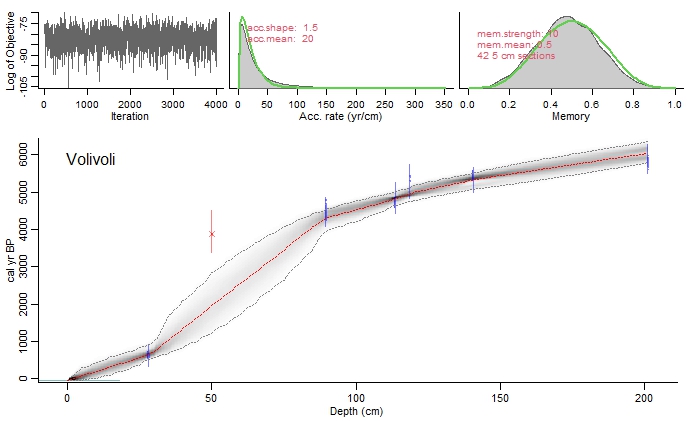 Log of Objective
-105
-90
-75
0
1000
2000
3000
4000
Iteration
acc.shape: 1.5
acc.mean: 20
0
50
100
150
200
250
300
350
Acc. rate (yr/cm)
mem.strength: 10
mem.mean: 0.5
42 5 cm sections
0.0
0.2
0.4
0.6
0.8
1.0
Memory
Volivoli
cal yr BP
6000
5000
4000
3000
2000
1000
0
0
50
100
150
200
Depth (cm)